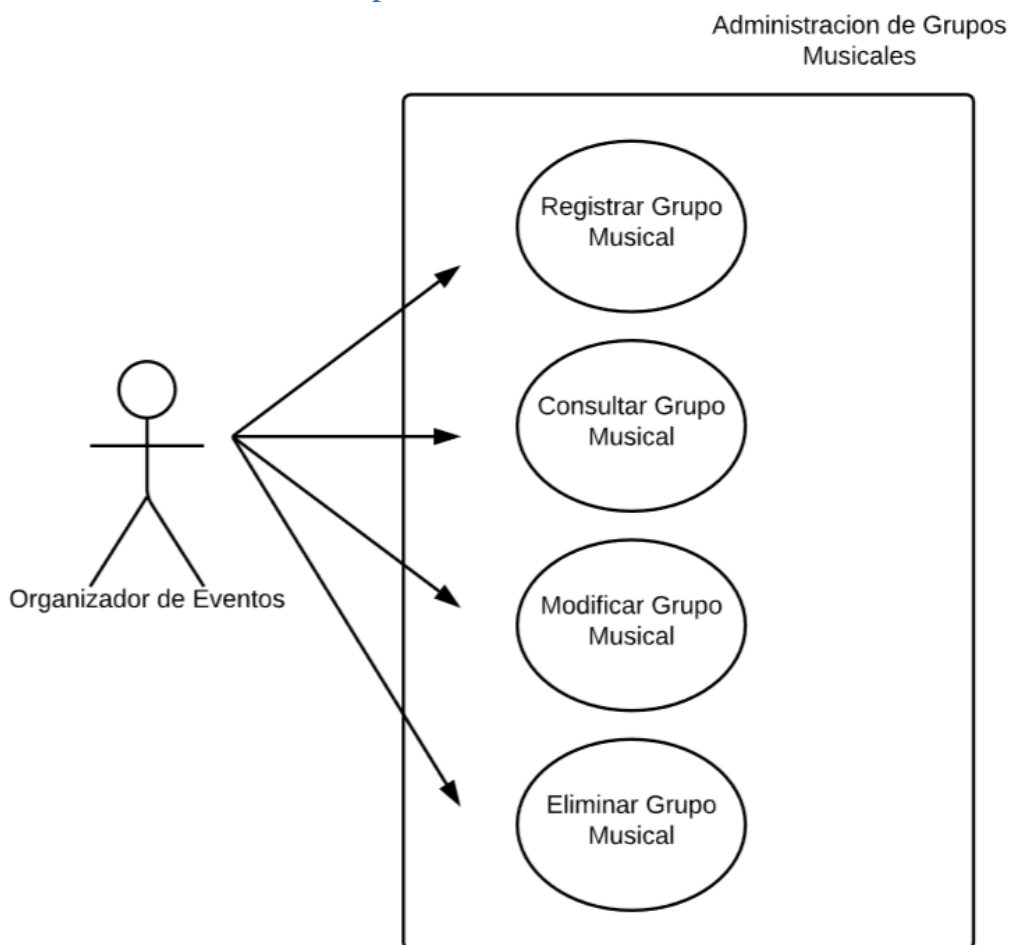 Administracion de Grupos
Musicales
Registrar Grupo
Musical
Consultar Grupo
Musical
Modificar Grupo
Musical
Eliminar Grupo
Musical
Organizador de Eventos